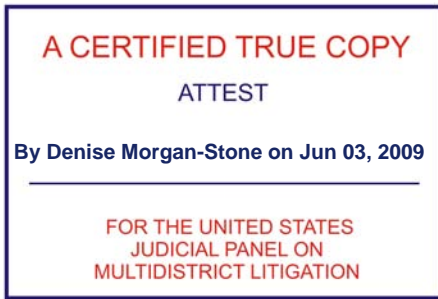 A CERTIFIED TRUE COPY
ATTEST
By Denise Morgan-Stone on Jun 03, 2009
FOR THE UNITED STATES
JUDICIAL PANEL ON
MULTIDISTRICT LITIGATION